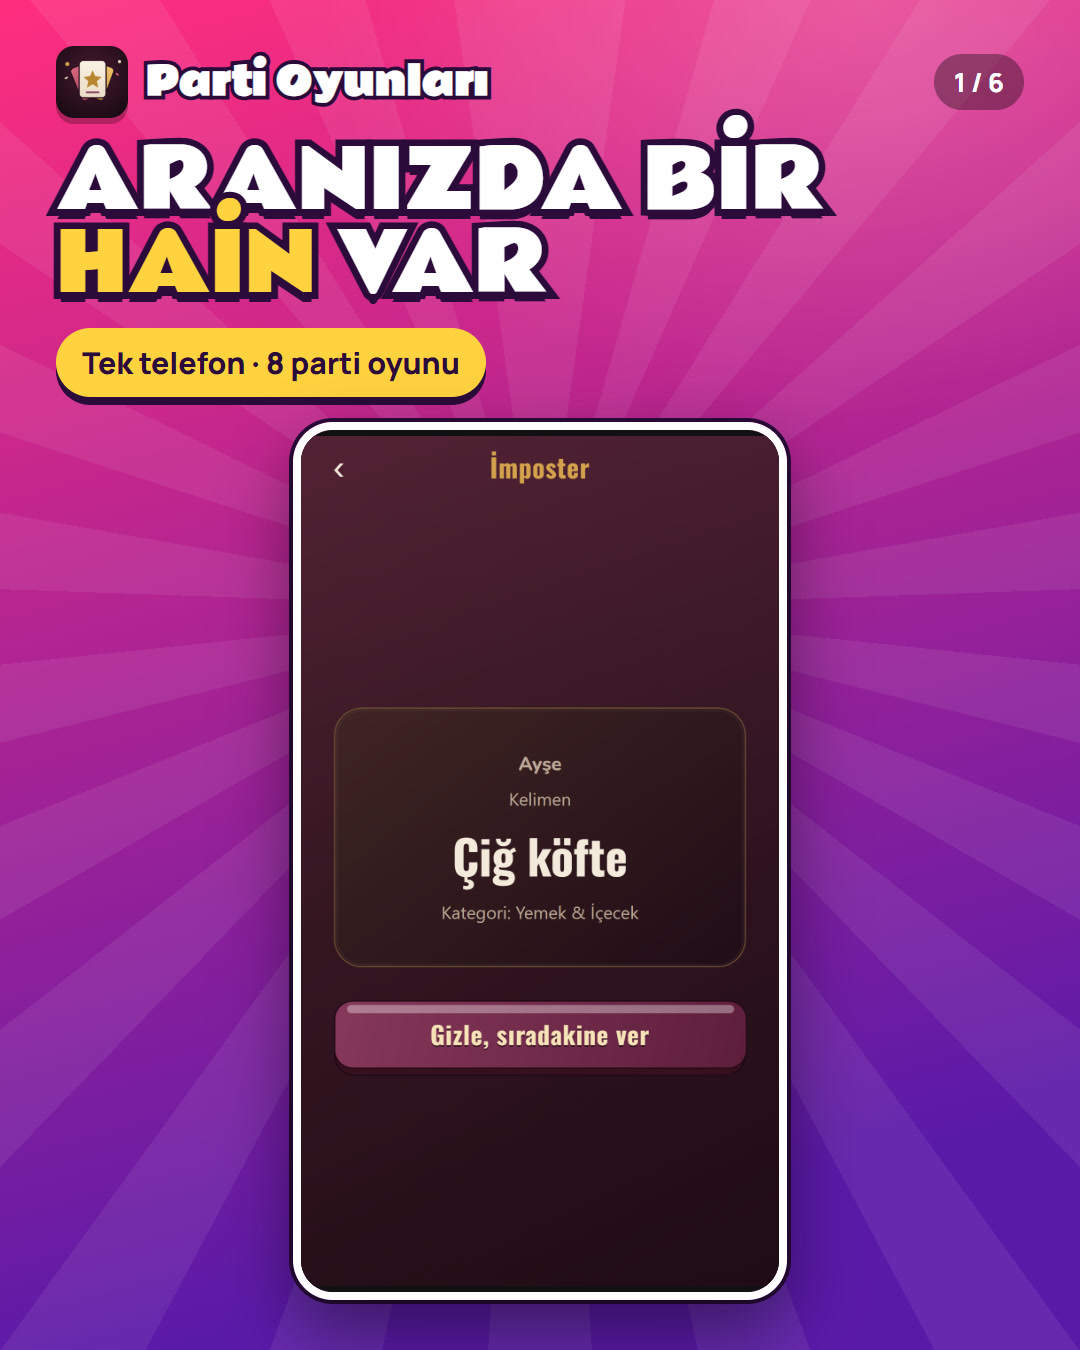 Parti Oyunları
1 / 6
ARANIZDA BİR
HAİN VAR
Tek telefon · 8 parti oyunu
‹
İmposter
Ayşe
Kelimen
Çiğ köfte
Kategori: Yemek & İçecek
Gizle, sıradakine ver